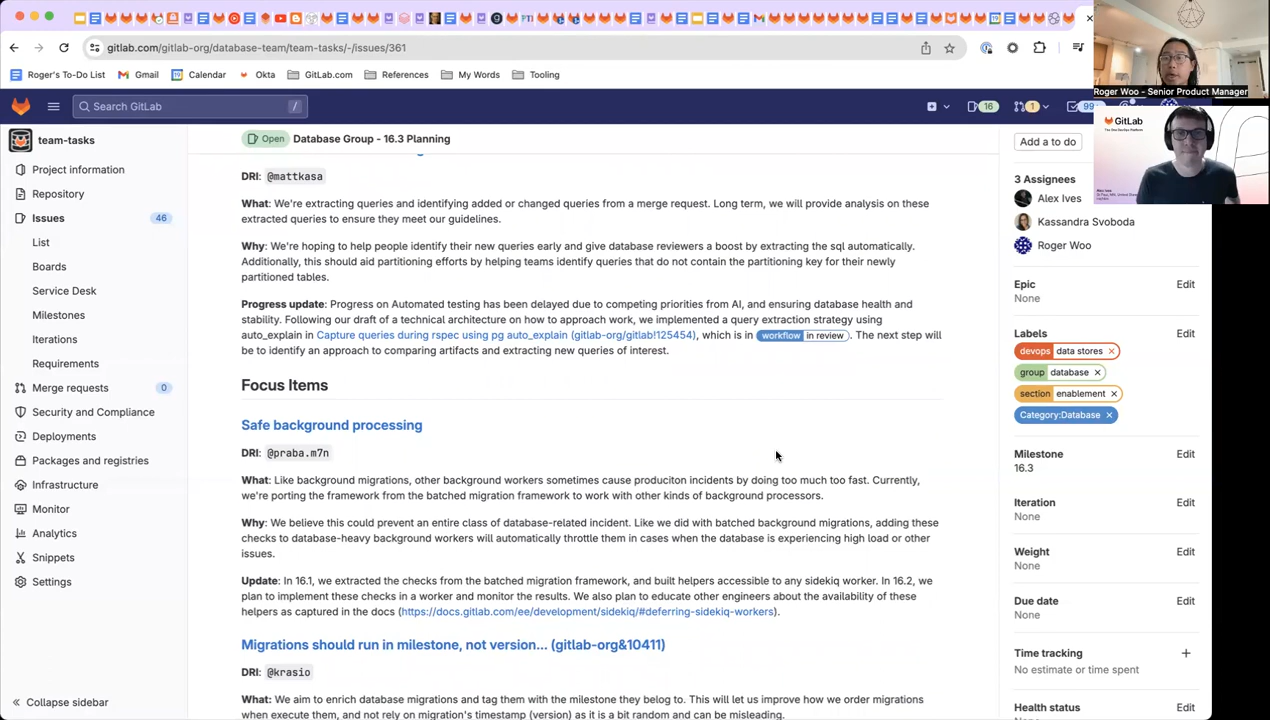 PTI
gitlab.com/gitlab-org/database-team/team-tasks/-/issues/361
Roger's To-Do List
Gmail
Calendar
Okta
GitLab.com
References
My Words
Tooling
Search GitLab
/
16
1
99+
Roger Woo - Senior Product Manager
GitLab
team-tasks
Project information
Repository
Issues
46
List
Boards
Service Desk
Milestones
Iterations
Requirements
Merge requests
0
Security and Compliance
Deployments
Packages and registries
Infrastructure
Monitor
Analytics
Snippets
Settings
Collapse sidebar
Open Database Group - 16.3 Planning
DRI: @mattkasa
What: We're extracting queries and identifying added or changed queries from a merge request. Long term, we will provide analysis on these
extracted queries to ensure they meet our guidelines.
Why: We're hoping to help people identify their new queries early and give database reviewers a boost by extracting the sql automatically.
Additionally, this should aid partitioning efforts by helping teams identify queries that do not contain the partitioning key for their newly
partitioned tables.
Progress update: Progress on Automated testing has been delayed due to competing priorities from AI, and ensuring database health and
stability. Following our draft of a technical architecture on how to approach work, we implemented a query extraction strategy using
auto_explain in Capture queries during rspec using pg auto_explain (gitlab-org/gitlab!125454), which is in workflow in review. The next step will
be to identify an approach to comparing artifacts and extracting new queries of interest.
Focus Items
Safe background processing
DRI: @praba.m7n
What: Like background migrations, other background workers sometimes cause produciton incidents by doing too much too fast. Currently,
we're porting the framework from the batched migration framework to work with other kinds of background processors.
Why: We believe this could prevent an entire class of database-related incident. Like we did with batched background migrations, adding these
checks to database-heavy background workers will automatically throttle them in cases when the database is experiencing high load or other
issues.
Update: In 16.1, we extracted the checks from the batched migration framework, and built helpers accessible to any sidekiq worker. In 16.2, we
plan to implement these checks in a worker and monitor the results. We also plan to educate other engineers about the availability of these
helpers as captured in the docs (https://docs.gitlab.com/ee/development/sidekiq/#deferring-sidekiq-workers).
Migrations should run in milestone, not version... (gitlab-org&10411)
DRI: @krasio
What: We aim to enrich database migrations and tag them with the milestone they belog to. This will let us improve how we order migrations
when execute them, and not rely on migration's timestamp (version) as it is a bit random and can be misleading.
Add a to do
3 Assignees
Alex Ives
Kassandra Svoboda
Roger Woo
Epic
Edit
None
Labels
Edit
devops data stores
group database
section enablement
Category:Database
Milestone
Edit
16.3
Iteration
Edit
None
Weight
Edit
None
Due date
Edit
None
Time tracking
+
No estimate or time spent
Health status
Edit